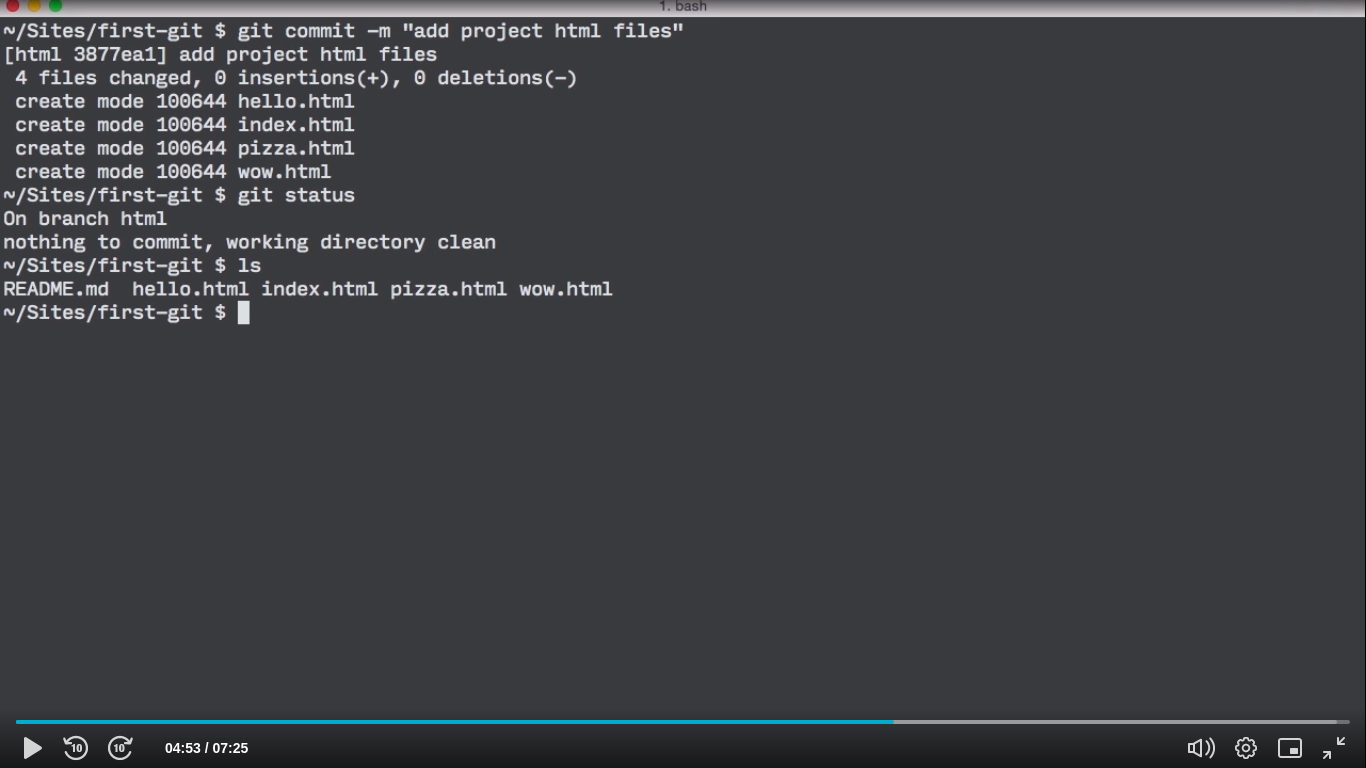 1. bash
~/Sites/first-git $ git commit -m "add project html files"
[html 3877ea1] add project html files
 4 files changed, 0 insertions(+), 0 deletions(-)
 create mode 100644 hello.html
 create mode 100644 index.html
 create mode 100644 pizza.html
 create mode 100644 wow.html
~/Sites/first-git $ git status
On branch html
nothing to commit, working directory clean
~/Sites/first-git $ ls
README.md  hello.html index.html pizza.html wow.html
~/Sites/first-git $
10 10 04:53 / 07:25